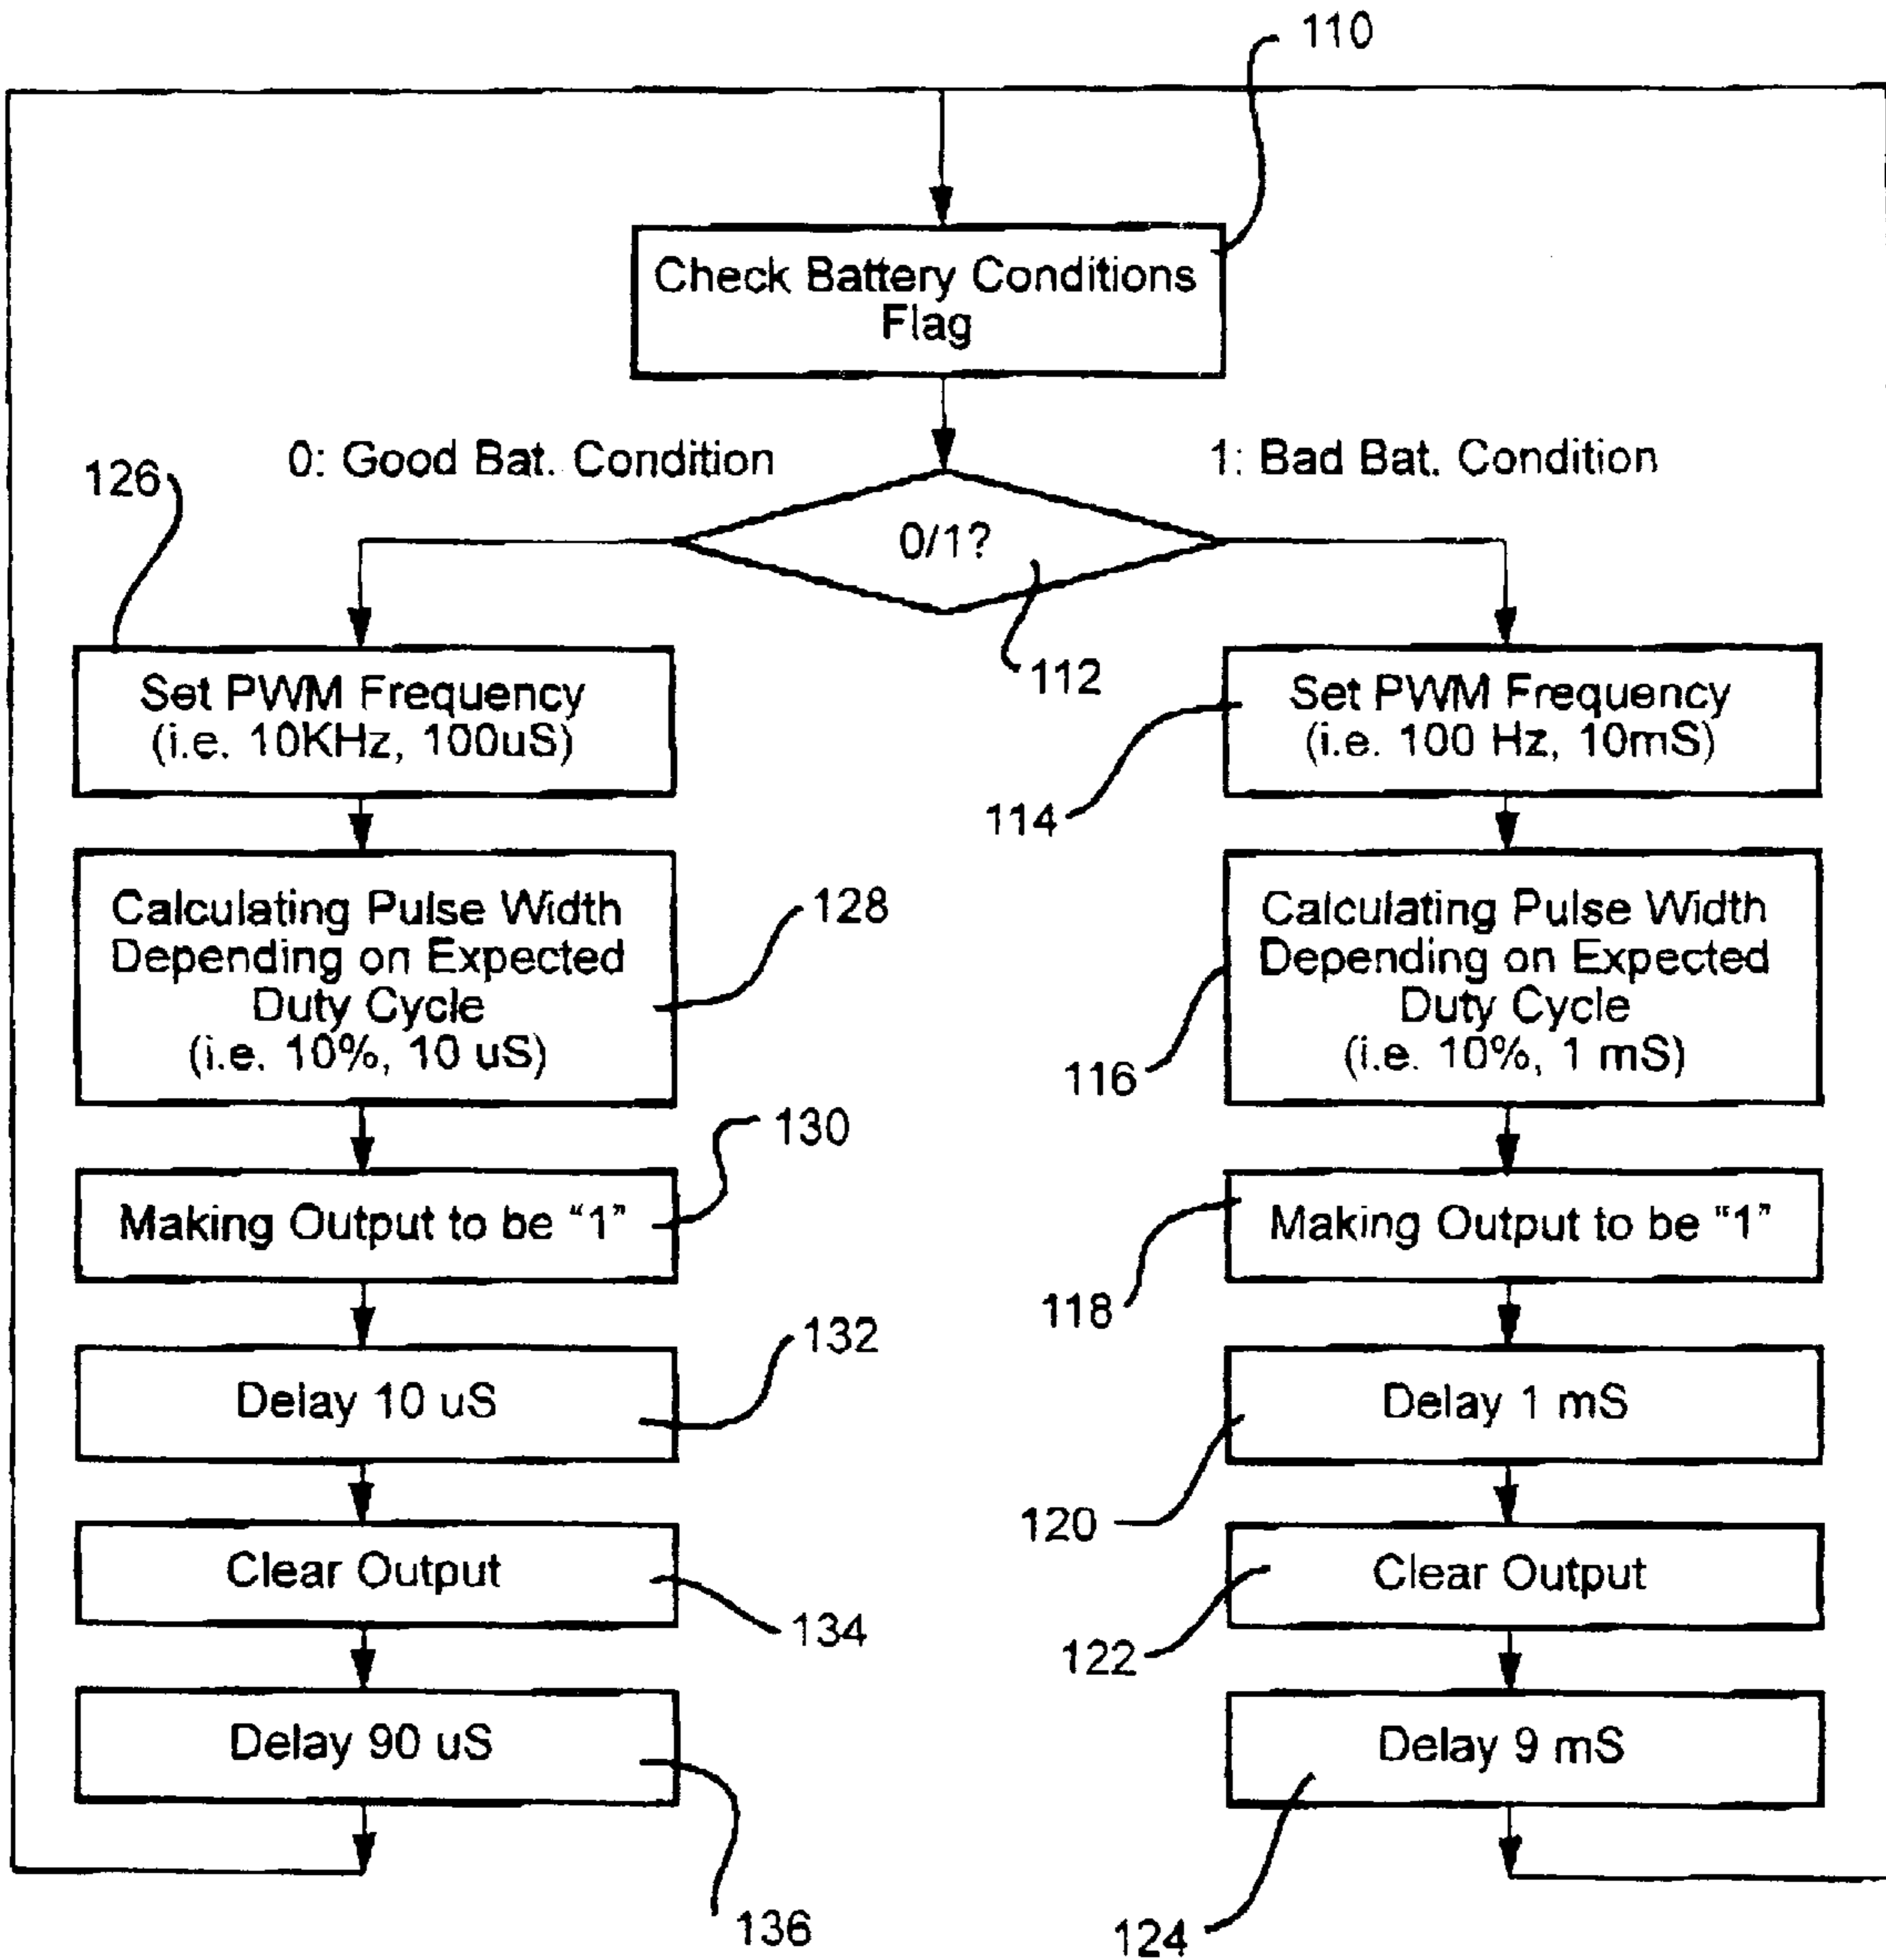 110
Check Battery Conditions
Flag
0: Good Bat. Condition
1: Bad Bat. Condition
126
0/1?
112
Set PWM Frequency
(i.e. 10KHz, 100uS)
Set PWM Frequency
(i.e. 100 Hz, 10mS)
114
Calculating Pulse Width
Depending on Expected
Duty Cycle
(i.e. 10%, 10 uS)
128
Calculating Pulse Width
Depending on Expected
Duty Cycle
(i.e. 10%, 1 mS)
116
130
Making Output to be “1”
Making Output to be “1”
118
132
Delay 10 uS
Delay 1 mS
120
Clear Output
134
Clear Output
122
Delay 90 uS
136
Delay 9 mS
124